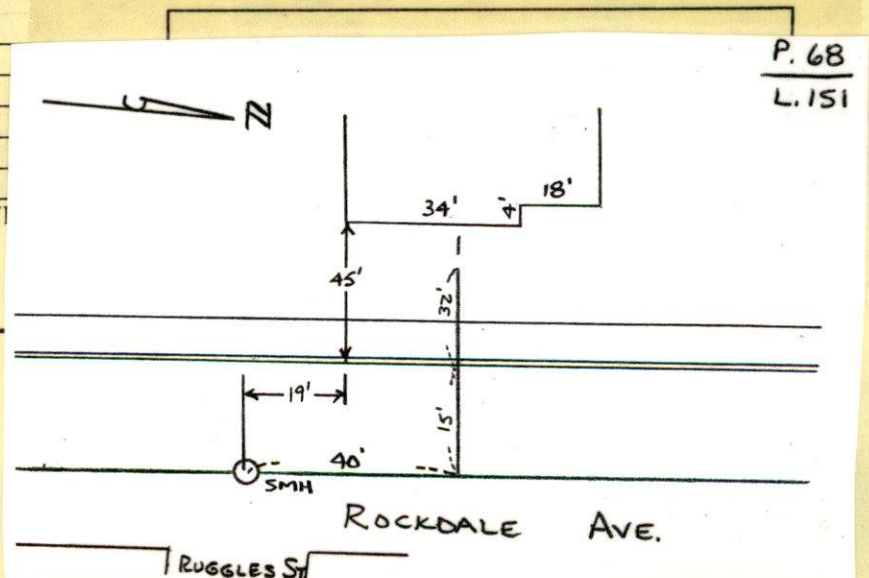 P. 68
L. 151
N
34'
4'
18'
45'
32'
19'
15'
40'
SMH
ROCKDALE AVE.
RUGGLES ST